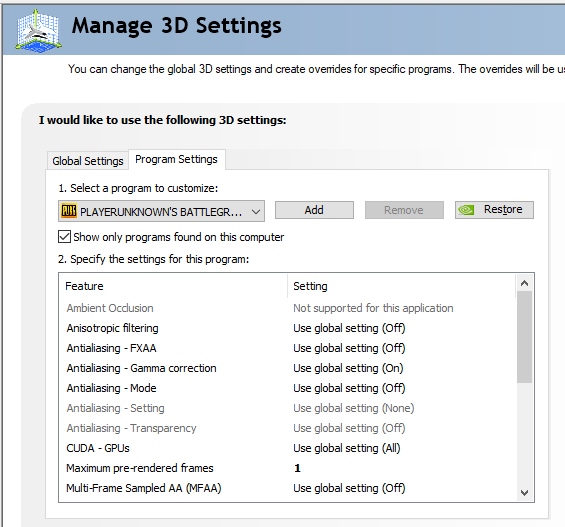 Manage 3D Settings
You can change the global 3D settings and create overrides for specific programs. The overrides will be
I would like to use the following 3D settings:
Global Settings Program Settings
1. Select a program to customize:
PLAYERUNKNOWN'S BATTLEGR... Add Remove Restore
Show only programs found on this computer
2. Specify the settings for this program:
Feature Setting
Ambient Occlusion Not supported for this application
Anisotropic filtering Use global setting (Off)
Antialiasing - FXAA Use global setting (Off)
Antialiasing - Gamma correction Use global setting (On)
Antialiasing - Mode Use global setting (Off)
Antialiasing - Setting Use global setting (None)
Antialiasing - Transparency Use global setting (Off)
CUDA - GPUs Use global setting (All)
Maximum pre-rendered frames 1
Multi-Frame Sampled AA (MFAA) Use global setting (Off)